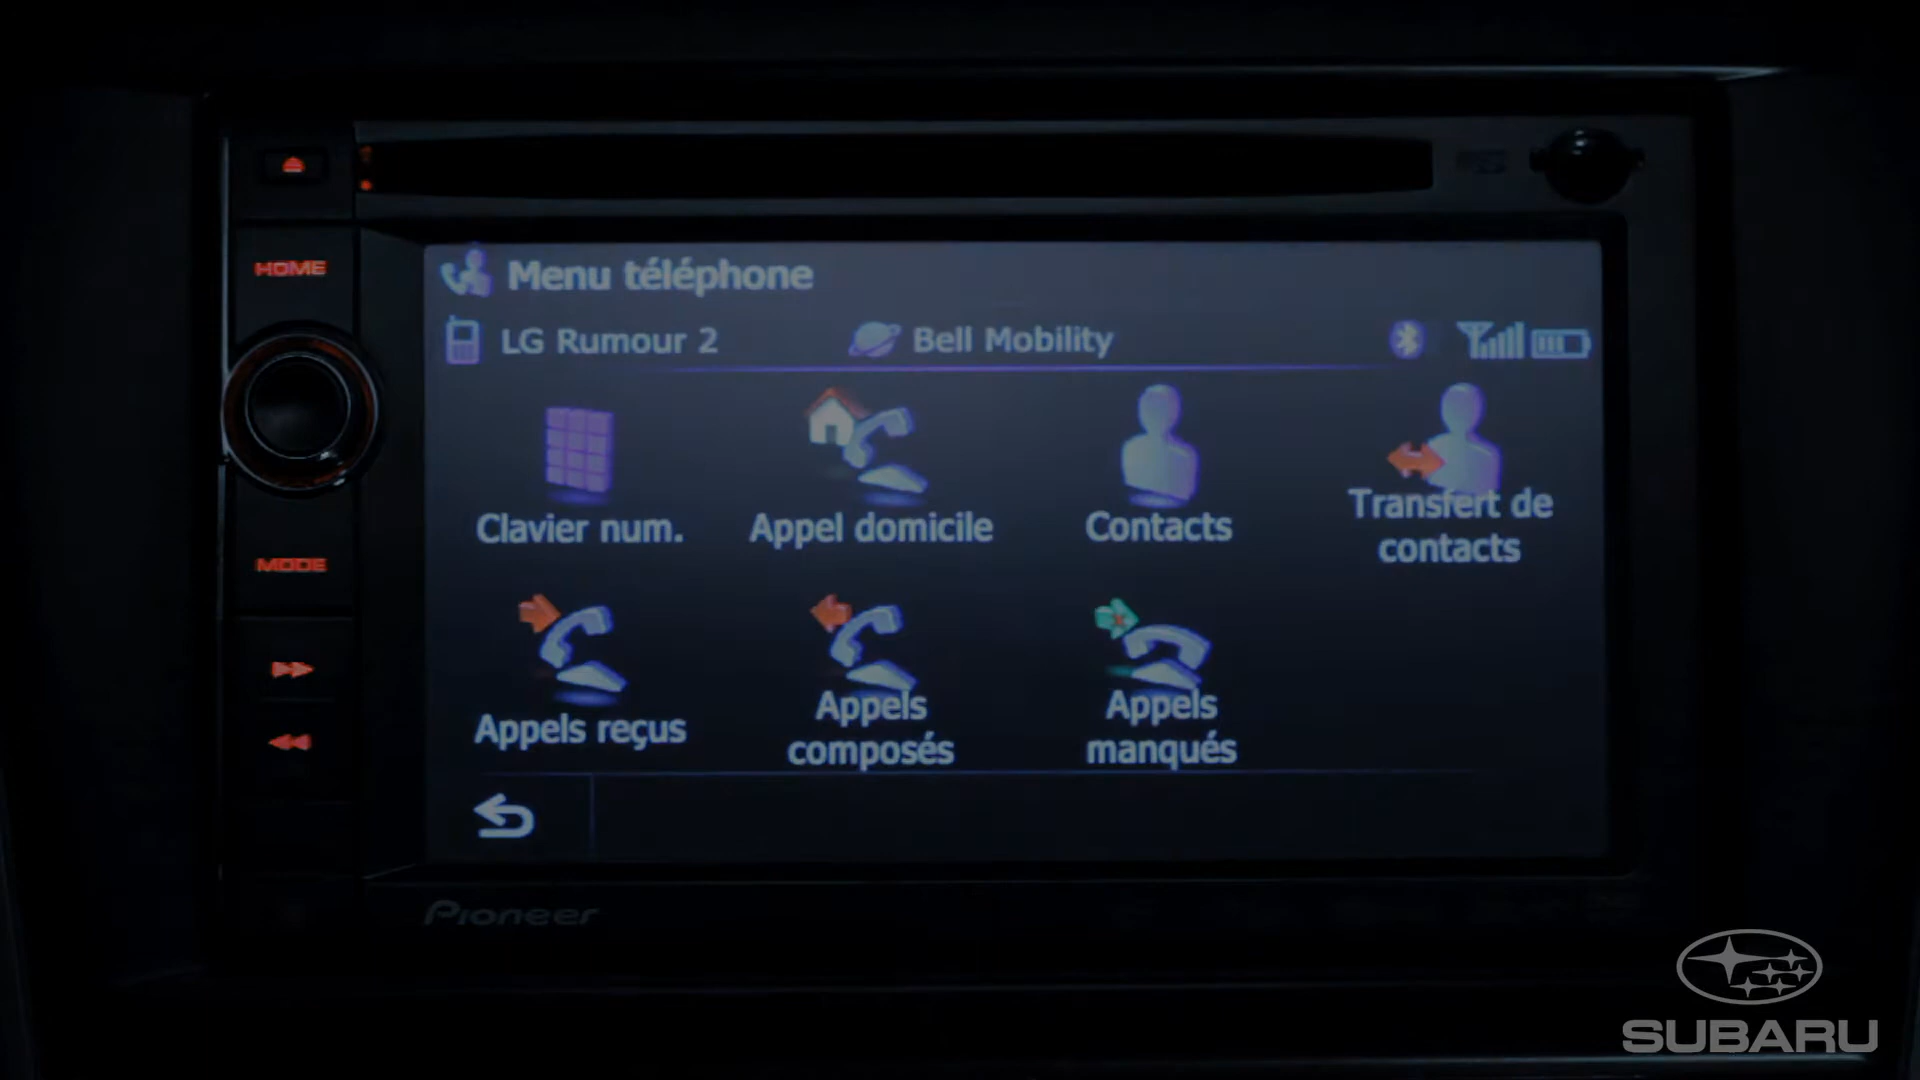 HOME
Menu téléphone
LG Rumour 2
Bell Mobility
Clavier num.
Appel domicile
Contacts
Transfert de
contacts
MODE
Appels reçus
Appels
composés
Appels
manqués
Pioneer
SUBARU